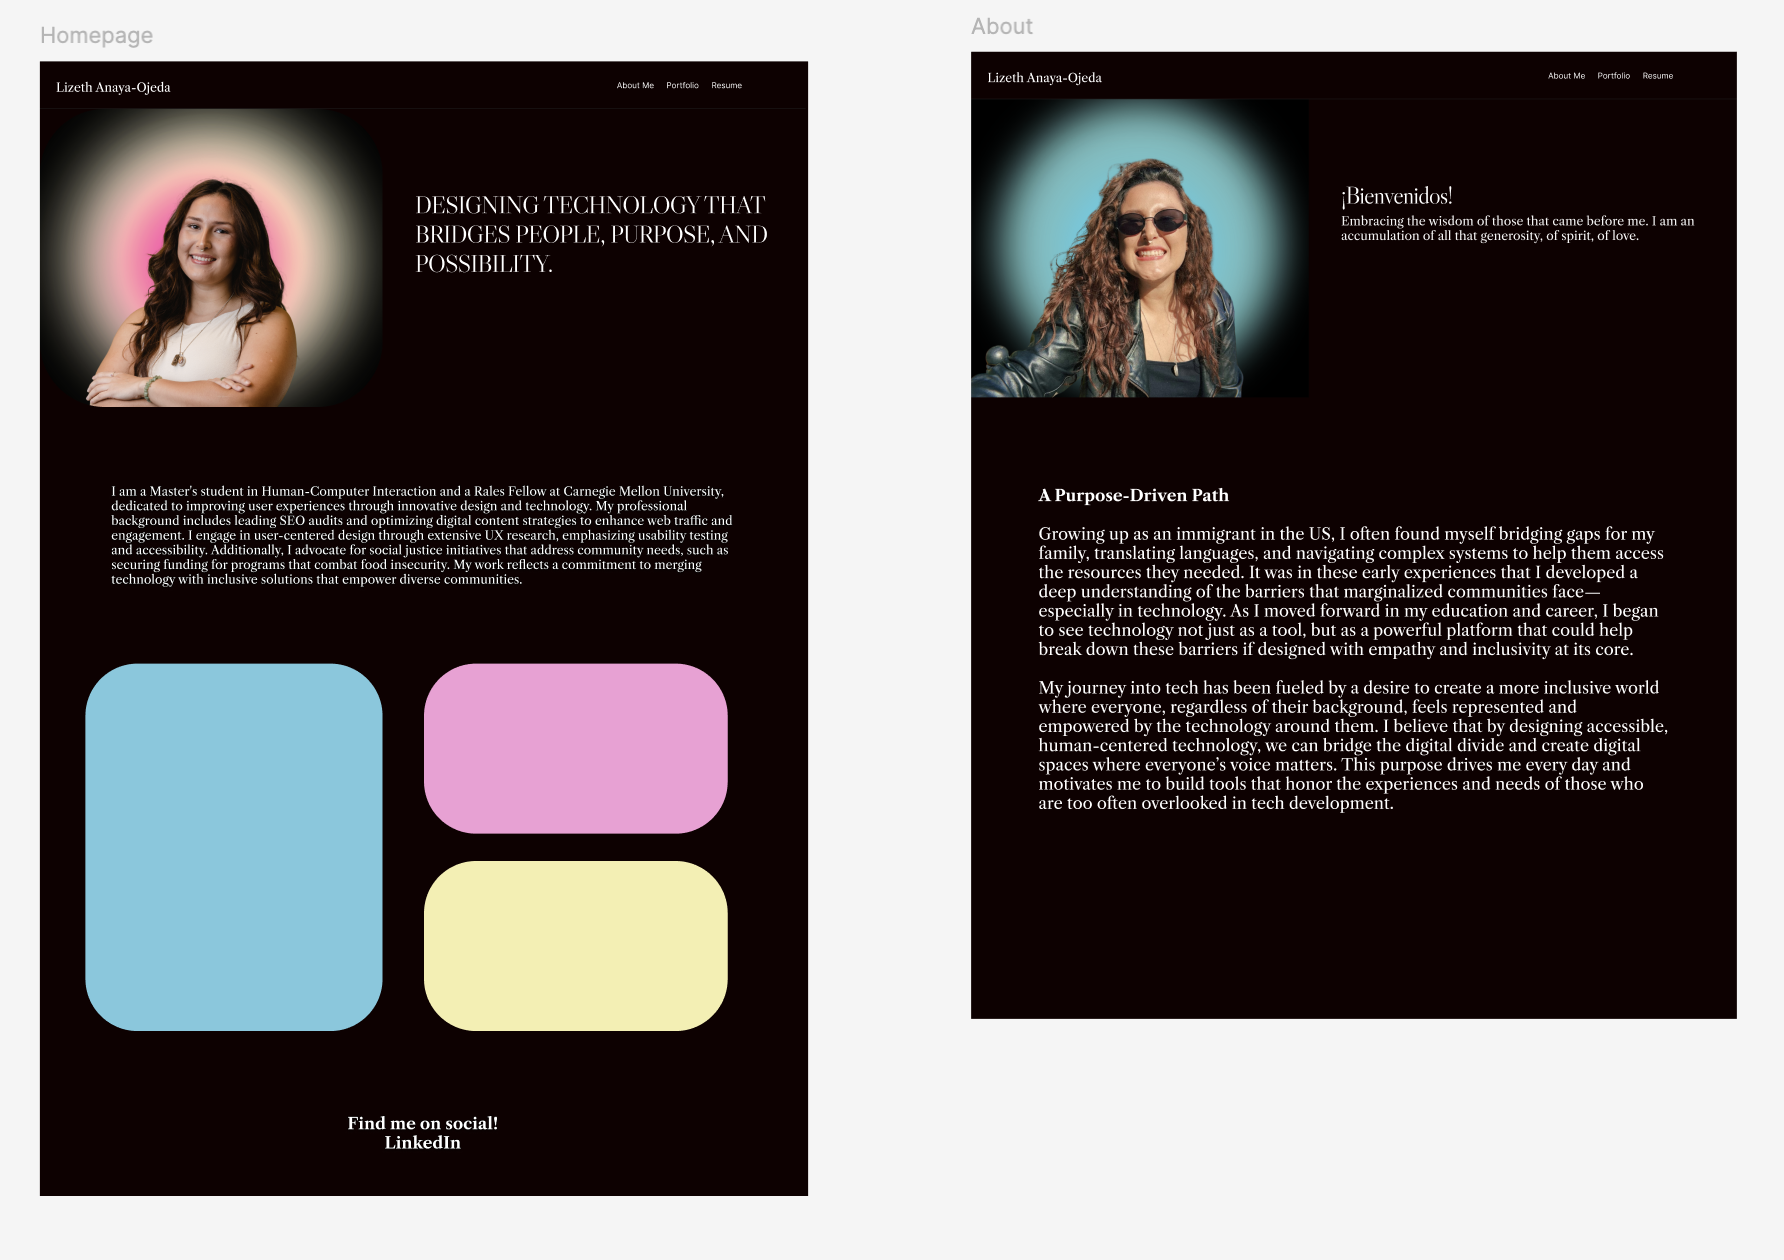 Homepage
Lizeth Anaya-Ojeda
About Me Portfolio Resume
DESIGNING TECHNOLOGY THAT
BRIDGES PEOPLE, PURPOSE, AND
POSSIBILITY.
I am a Master's student in Human-Computer Interaction and a Rales Fellow at Carnegie Mellon University,
dedicated to improving user experiences through innovative design and technology. My professional
background includes leading SEO audits and optimizing digital content strategies to enhance web traffic and
engagement. I engage in user-centered design through extensive UX research, emphasizing usability testing
and accessibility. Additionally, I advocate for social justice initiatives that address community needs, such as
securing funding for programs that combat food insecurity. My work reflects a commitment to merging
technology with inclusive solutions that empower diverse communities.
Find me on social!
LinkedIn
About
Lizeth Anaya-Ojeda
About Me Portfolio Resume
¡Bienvenidos!
Embracing the wisdom of those that came before me. I am an
accumulation of all that generosity, of spirit, of love.
A Purpose-Driven Path
Growing up as an immigrant in the US, I often found myself bridging gaps for my
family, translating languages, and navigating complex systems to help them access
the resources they needed. It was in these early experiences that I developed a
deep understanding of the barriers that marginalized communities face—
especially in technology. As I moved forward in my education and career, I began
to see technology not just as a tool, but as a powerful platform that could help
break down these barriers if designed with empathy and inclusivity at its core.
My journey into tech has been fueled by a desire to create a more inclusive world
where everyone, regardless of their background, feels represented and
empowered by the technology around them. I believe that by designing accessible,
human-centered technology, we can bridge the digital divide and create digital
spaces where everyone’s voice matters. This purpose drives me every day and
motivates me to build tools that honor the experiences and needs of those who
are too often overlooked in tech development.